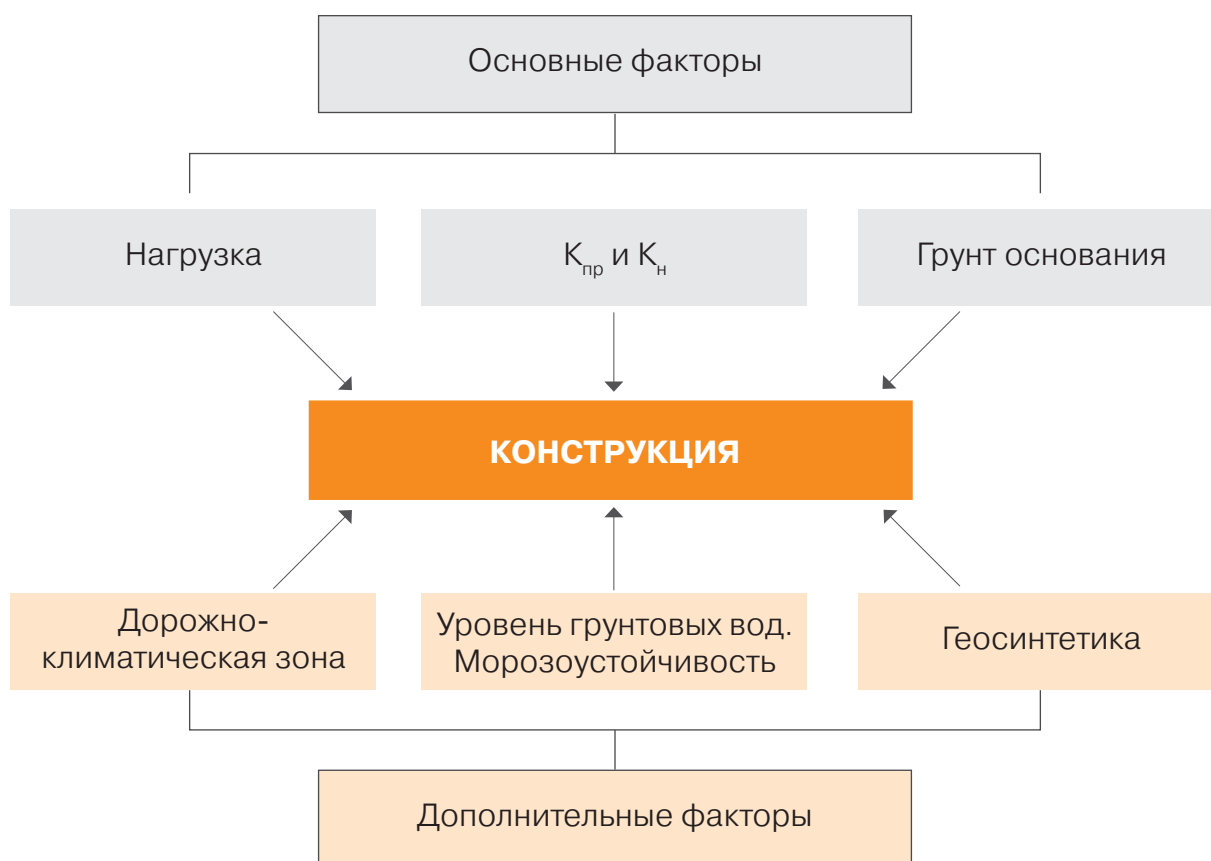 Основные факторы
Нагрузка
Кпр и Кн
Грунт основания
КОНСТРУКЦИЯ
Дорожно-
климатическая зона
Уровень грунтовых вод.
Морозоустойчивость
Геосинтетика
Дополнительные факторы